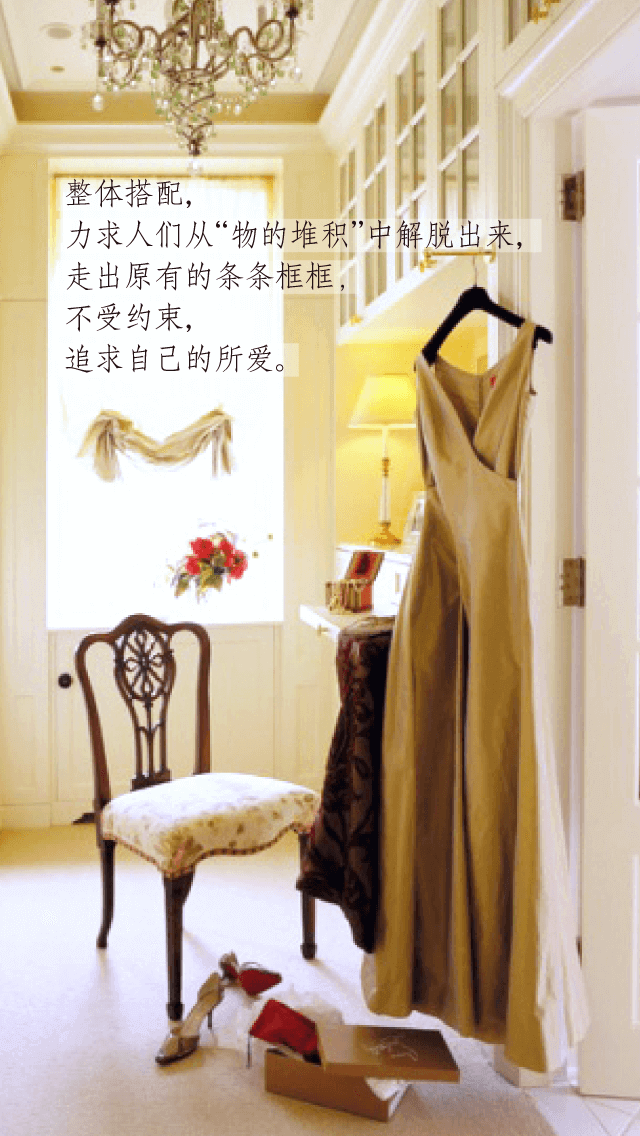 整体搭配，
力求人们从“物的堆积”中解脱出来，
走出原有的条条框框，
不受约束，
追求自己的所爱。